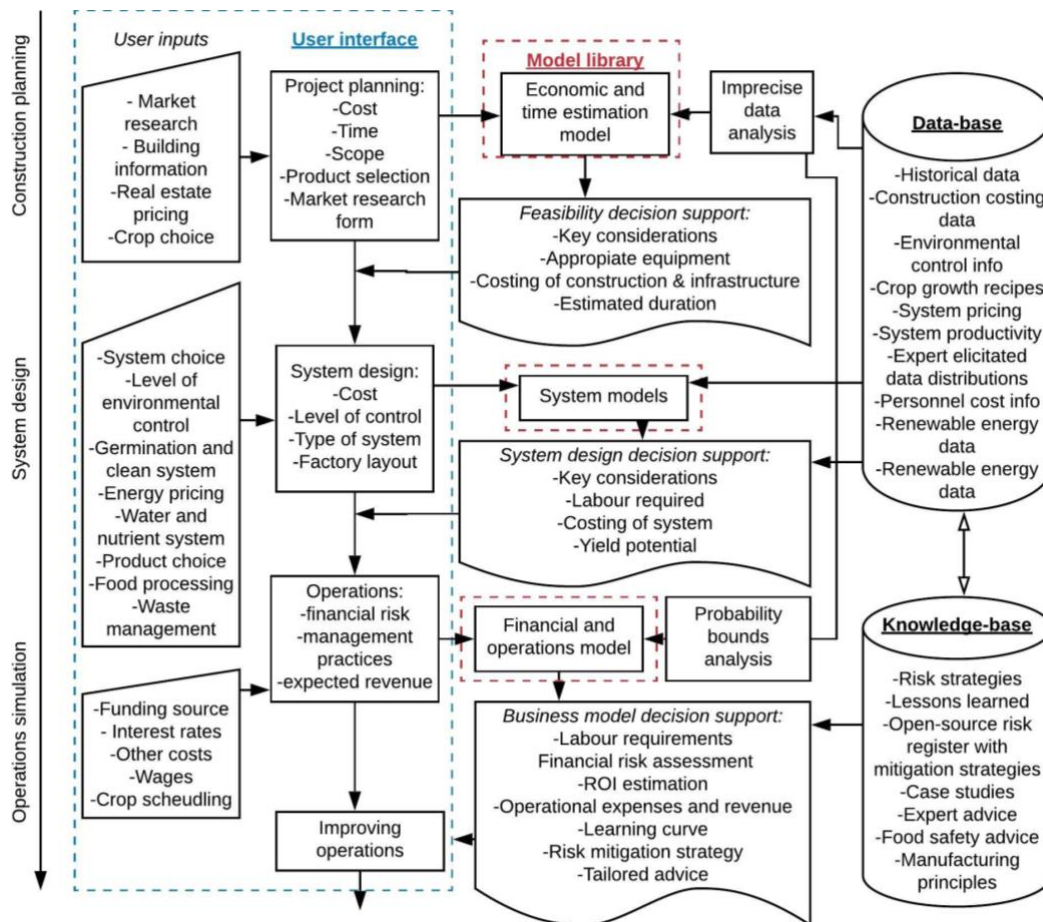 Construction planning
System design
Operations simulation
User inputs
- Market
research
- Building
information
-Real estate
pricing
-Crop choice
-System choice
-Level of
environmental
control
-Germination and
clean system
-Energy pricing
-Water and
nutrient system
-Product choice
-Food processing
-Waste
management
-Funding source
- Interest rates
-Other costs
-Wages
-Crop scheudling
User interface
Project planning:
-Cost
-Time
-Scope
-Product selection
-Market research
form
System design:
-Cost
-Level of control
-Type of system
-Factory layout
Operations:
-financial risk
-management
practices
-expected revenue
Improving
operations
Model library
Economic and
time estimation
model
Imprecise
data
analysis
Feasibility decision support:
-Key considerations
-Appropiate equipment
-Costing of construction & infrastructure
-Estimated duration
System models
System design decision support:
-Key considerations
-Labour required
-Costing of system
-Yield potential
Financial and
operations model
Probability
bounds
analysis
Business model decision support:
-Labour requirements
Financial risk assessment
-ROI estimation
-Operational expenses and revenue
-Learning curve
-Risk mitigation strategy
-Tailored advice
Data-base
-Historical data
-Construction costing
data
-Environmental
control info
-Crop growth recipes
-System pricing
-System productivity
-Expert elicitated
data distributions
-Personnel cost info
-Renewable energy
data
-Renewable energy
data
Knowledge-base
-Risk strategies
-Lessons learned
-Open-source risk
register with
mitigation strategies
-Case studies
-Expert advice
-Food safety advice
-Manufacturing
principles